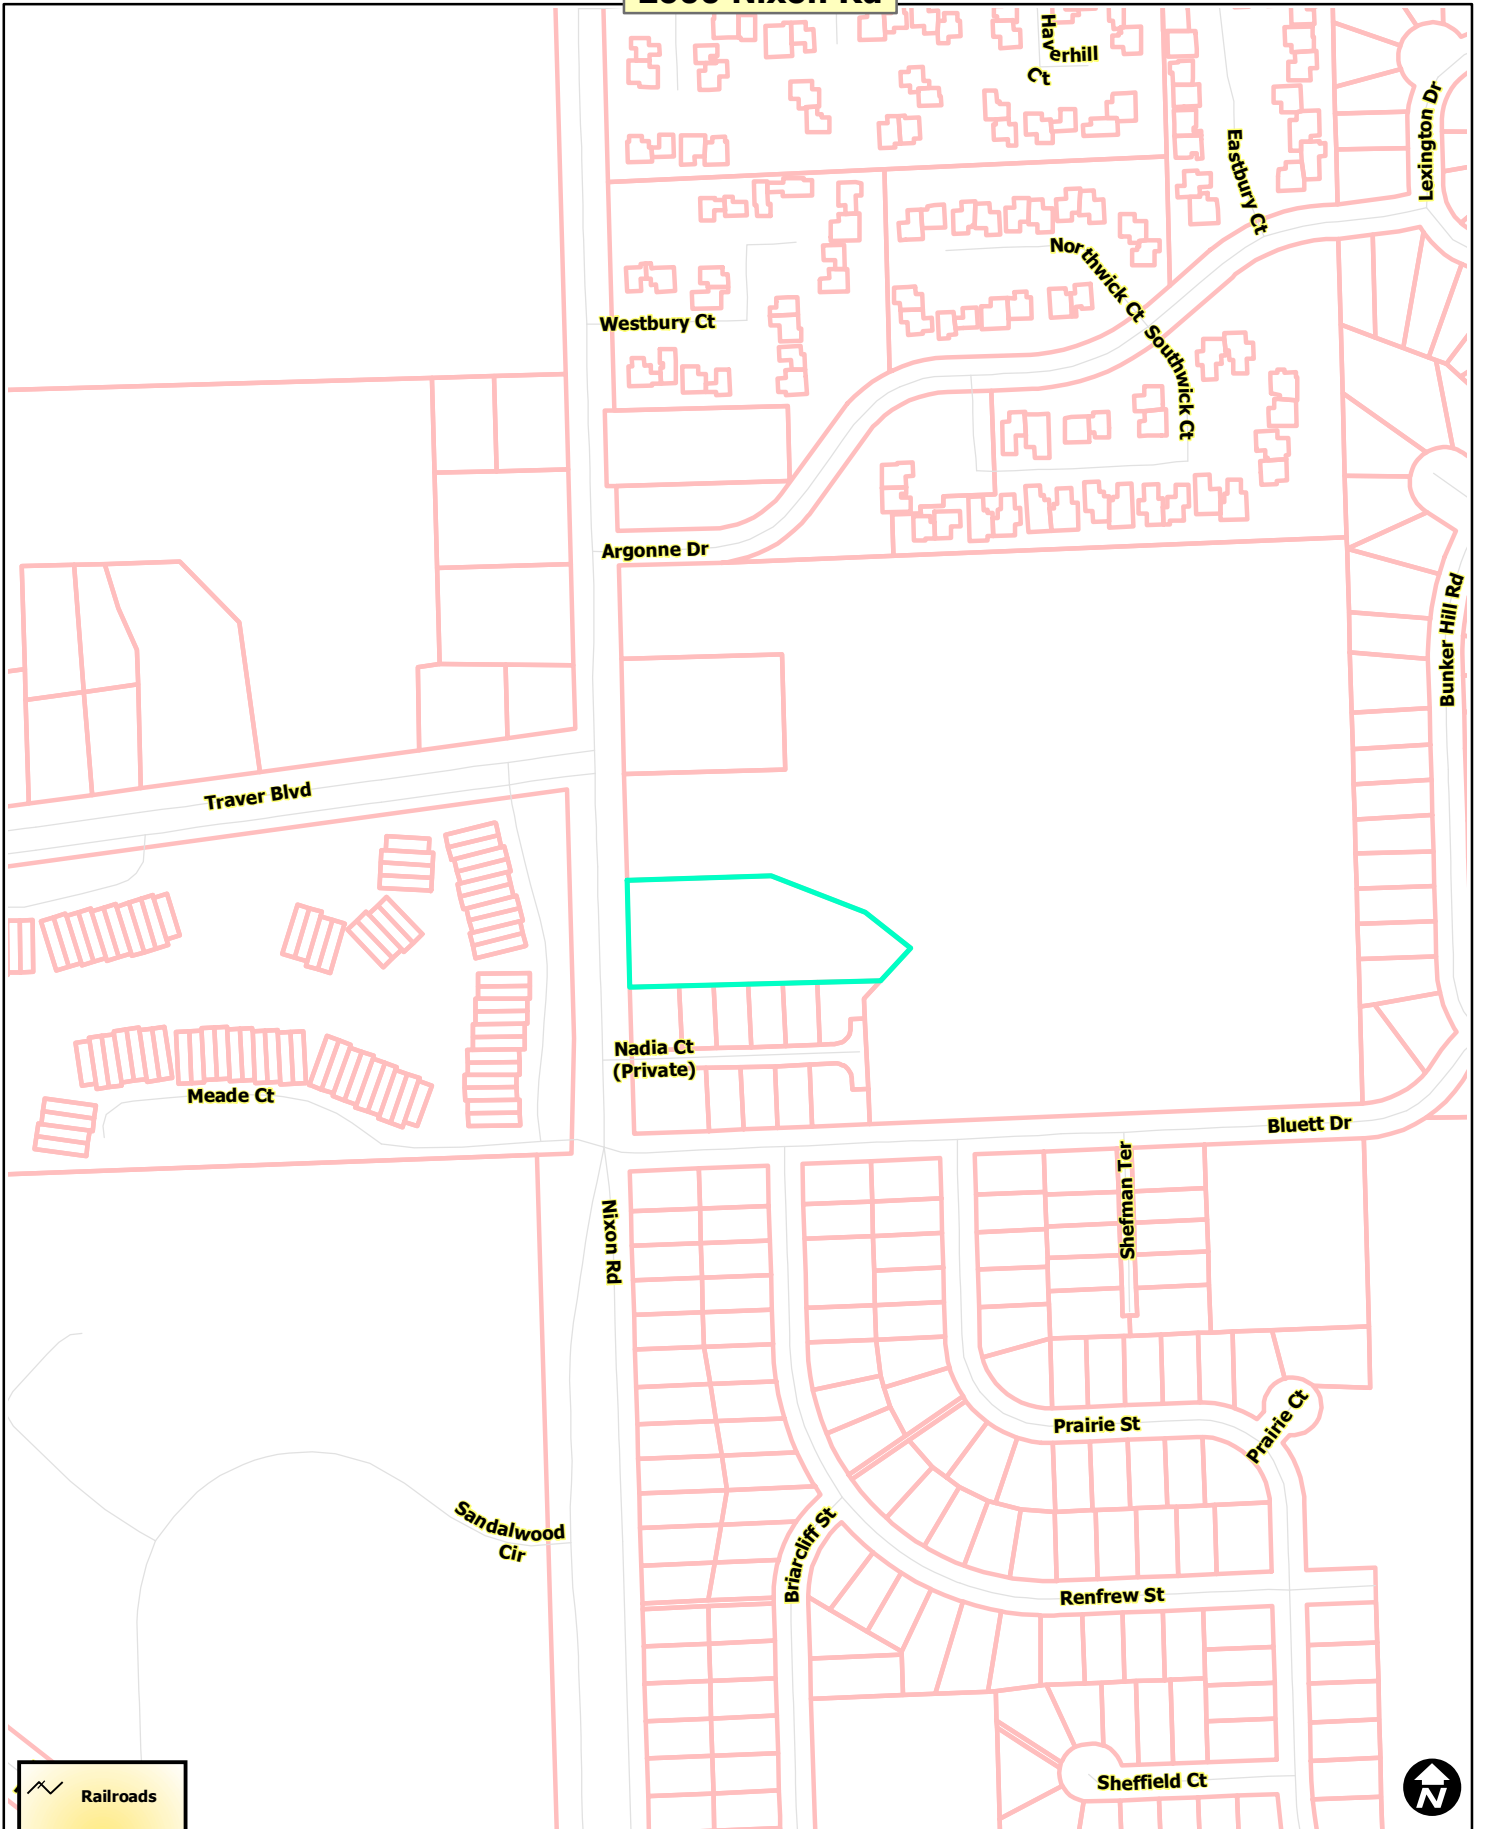 Nixon Rd
Haverhill
Ct
Lexington Dr
Eastbury Ct
Northwick Ct
Westbury Ct
Southwick Ct
Argonne Dr
Bunker Hill Rd
Traver Blvd
Nadia Ct
(Private)
Meade Ct
Bluett Dr
Shefman Ter
Nixon Rd
Prairie St
Prairie Ct
Sandalwood
Cir
Briarcliff St
Renfrew St
Sheffield Ct
Railroads
N